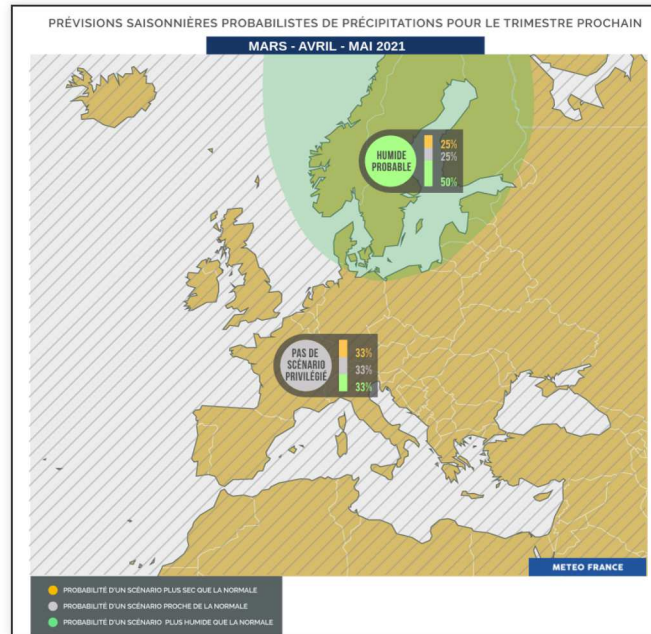 PRÉVISIONS SAISONNIÈRES PROBABILISTES DE PRÉCIPITATIONS POUR LE TRIMESTRE PROCHAIN
MARS - AVRIL - MAI 2021
HUMIDE
PROBABLE
25%
25%
50%
PAS DE
SCÉNARIO
PRIVILÉGIÉ
33%
33%
33%
METEO FRANCE
PROBABILITÉ D'UN SCÉNARIO PLUS SEC QUE LA NORMALE
PROBABILITÉ D'UN SCÉNARIO PROCHE DE LA NORMALE
PROBABILITÉ D'UN SCÉNARIO PLUS HUMIDE QUE LA NORMALE